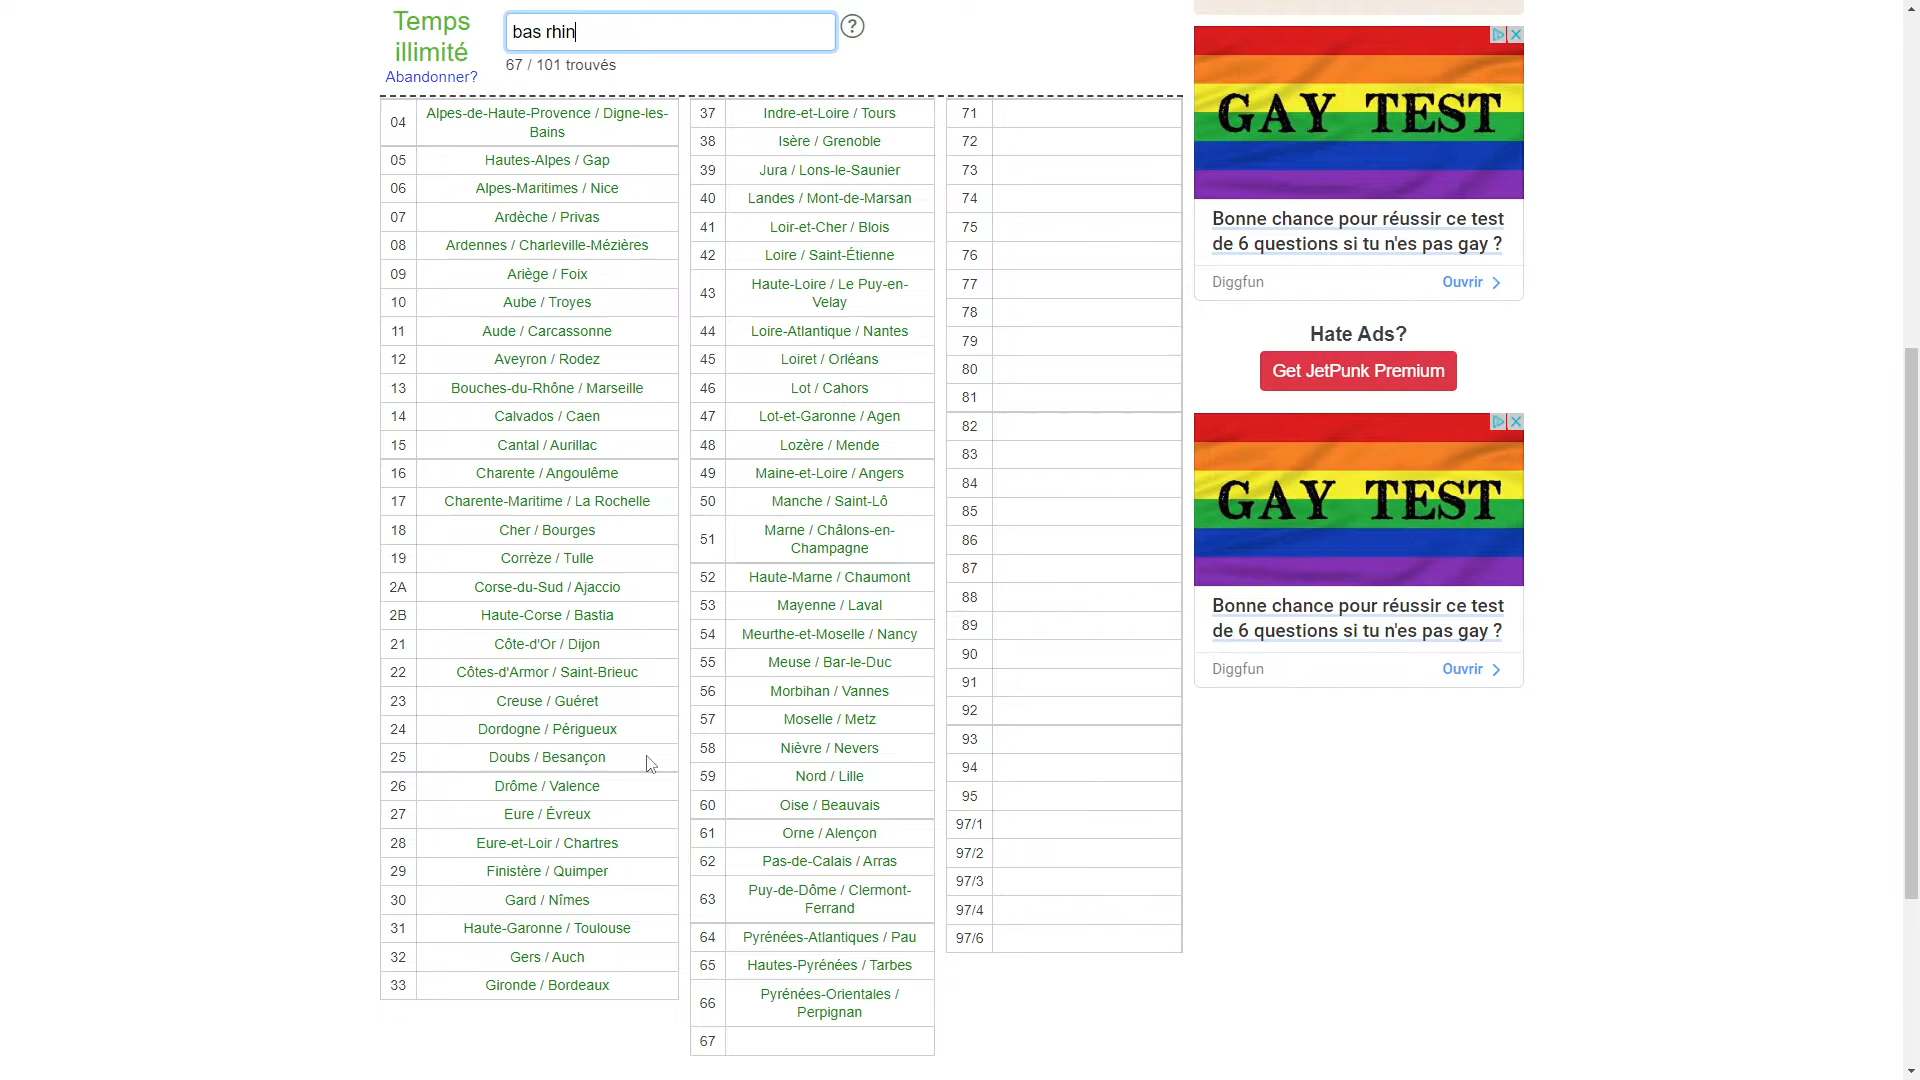 Temps
illimité
Abandonner?
bas rhin
?
67 / 101 trouvés
04 Alpes-de-Haute-Provence / Digne-les-
Bains
05 Hautes-Alpes / Gap
06 Alpes-Maritimes / Nice
07 Ardèche / Privas
08 Ardennes / Charleville-Mézières
09 Ariège / Foix
10 Aube / Troyes
11 Aude / Carcassonne
12 Aveyron / Rodez
13 Bouches-du-Rhône / Marseille
14 Calvados / Caen
15 Cantal / Aurillac
16 Charente / Angoulême
17 Charente-Maritime / La Rochelle
18 Cher / Bourges
19 Corrèze / Tulle
2A Corse-du-Sud / Ajaccio
2B Haute-Corse / Bastia
21 Côte-d'Or / Dijon
22 Côtes-d'Armor / Saint-Brieuc
23 Creuse / Guéret
24 Dordogne / Périgueux
25 Doubs / Besançon
26 Drôme / Valence
27 Eure / Évreux
28 Eure-et-Loir / Chartres
29 Finistère / Quimper
30 Gard / Nîmes
31 Haute-Garonne / Toulouse
32 Gers / Auch
33 Gironde / Bordeaux
37 Indre-et-Loire / Tours
38 Isère / Grenoble
39 Jura / Lons-le-Saunier
40 Landes / Mont-de-Marsan
41 Loir-et-Cher / Blois
42 Loire / Saint-Étienne
43 Haute-Loire / Le Puy-en-
Velay
44 Loire-Atlantique / Nantes
45 Loiret / Orléans
46 Lot / Cahors
47 Lot-et-Garonne / Agen
48 Lozère / Mende
49 Maine-et-Loire / Angers
50 Manche / Saint-Lô
51 Marne / Châlons-en-
Champagne
52 Haute-Marne / Chaumont
53 Mayenne / Laval
54 Meurthe-et-Moselle / Nancy
55 Meuse / Bar-le-Duc
56 Morbihan / Vannes
57 Moselle / Metz
58 Nièvre / Nevers
59 Nord / Lille
60 Oise / Beauvais
61 Orne / Alençon
62 Pas-de-Calais / Arras
63 Puy-de-Dôme / Clermont-
Ferrand
64 Pyrénées-Atlantiques / Pau
65 Hautes-Pyrénées / Tarbes
66 Pyrénées-Orientales /
Perpignan
67
71
72
73
74
75
76
77
78
79
80
81
82
83
84
85
86
87
88
89
90
91
92
93
94
95
97/1
97/2
97/3
97/4
97/6
GAY TEST
Bonne chance pour réussir ce test
de 6 questions si tu n'es pas gay ?
Diggfun Ouvrir
Hate Ads?
Get JetPunk Premium
GAY TEST
Bonne chance pour réussir ce test
de 6 questions si tu n'es pas gay ?
Diggfun Ouvrir